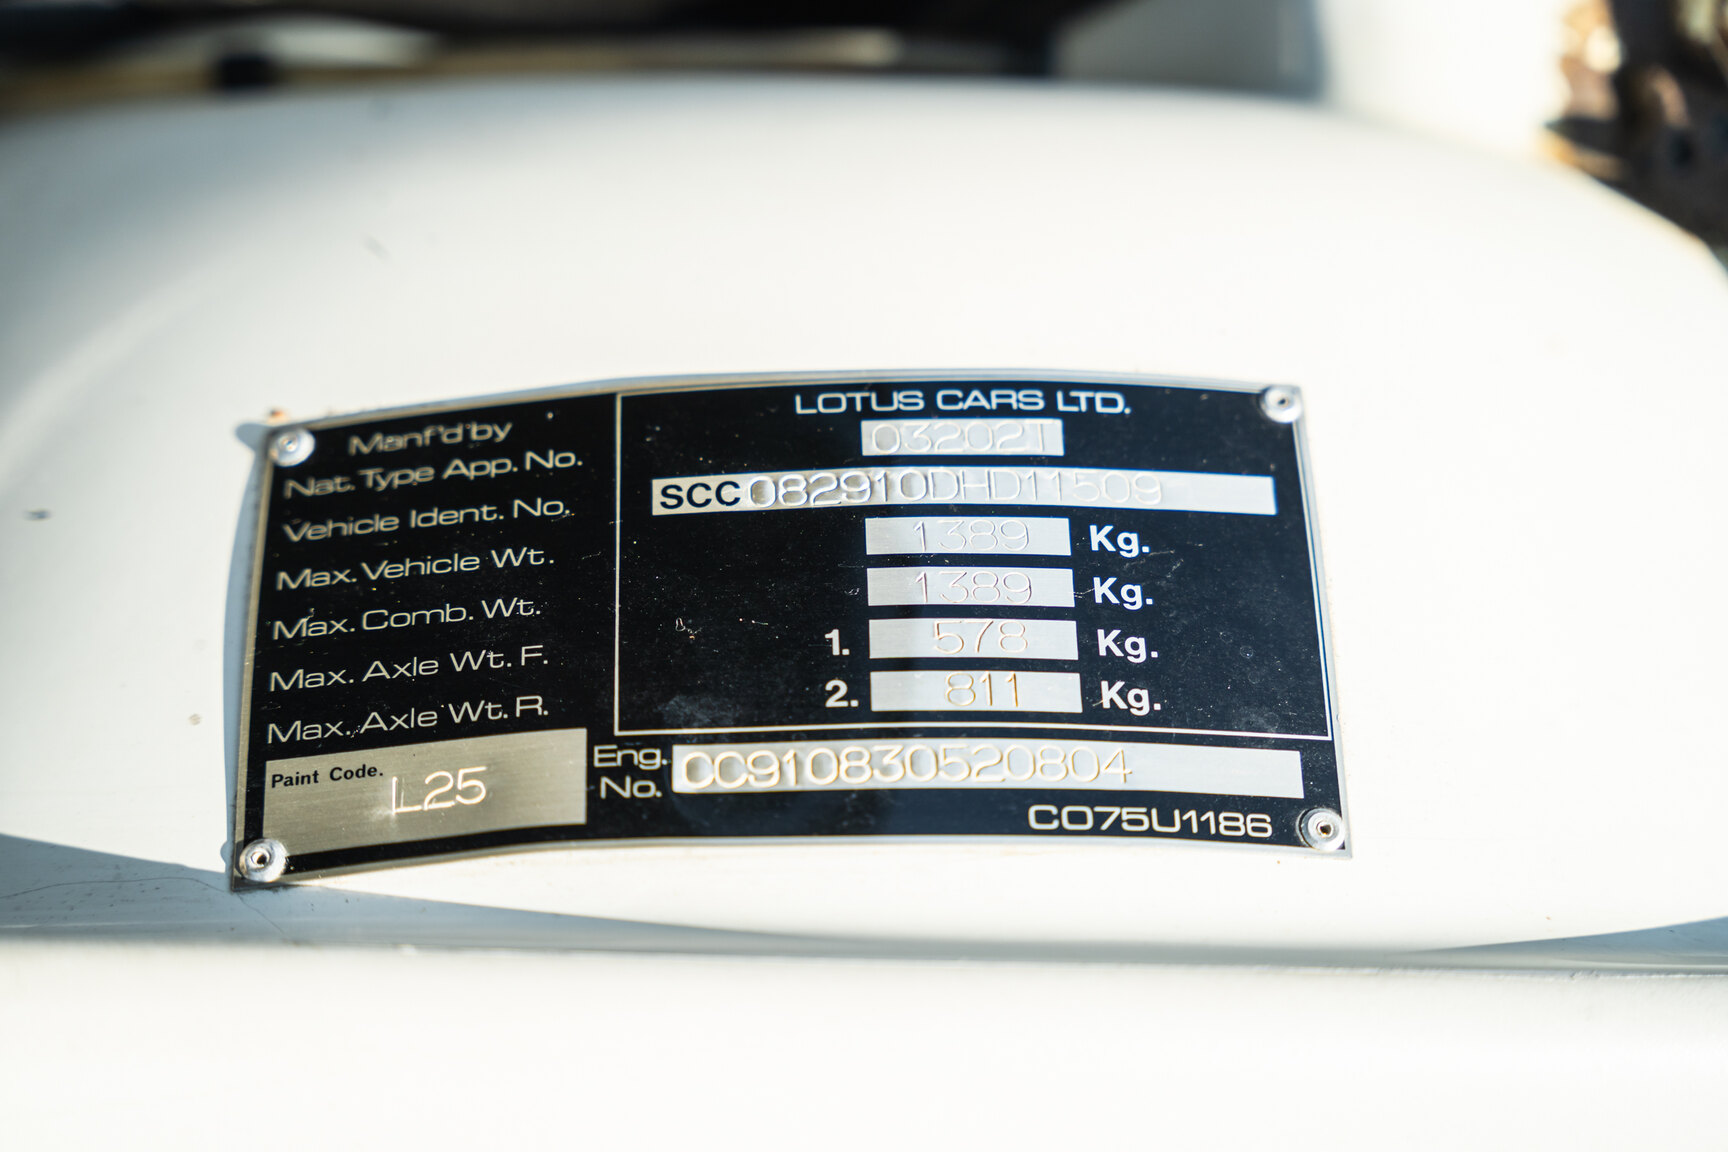 Manf'd by LOTUS CARS LTD.
Nat. Type App. No. 03202T
Vehicle Ident. No. SCC082910DHD11509
Max. Vehicle Wt. 1389 Kg.
Max. Comb. Wt. 1389 Kg.
Max. Axle Wt. F. 1. 578 Kg.
Max. Axle Wt. R. 2. 811 Kg.
Paint Code. L25
Eng. No. CC910830520804
CO75U1186